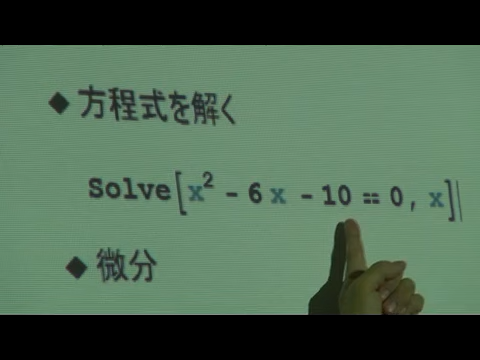 ◆ 方程式を解く
Solve[x² - 6 x - 10 == 0, x]
◆ 微分